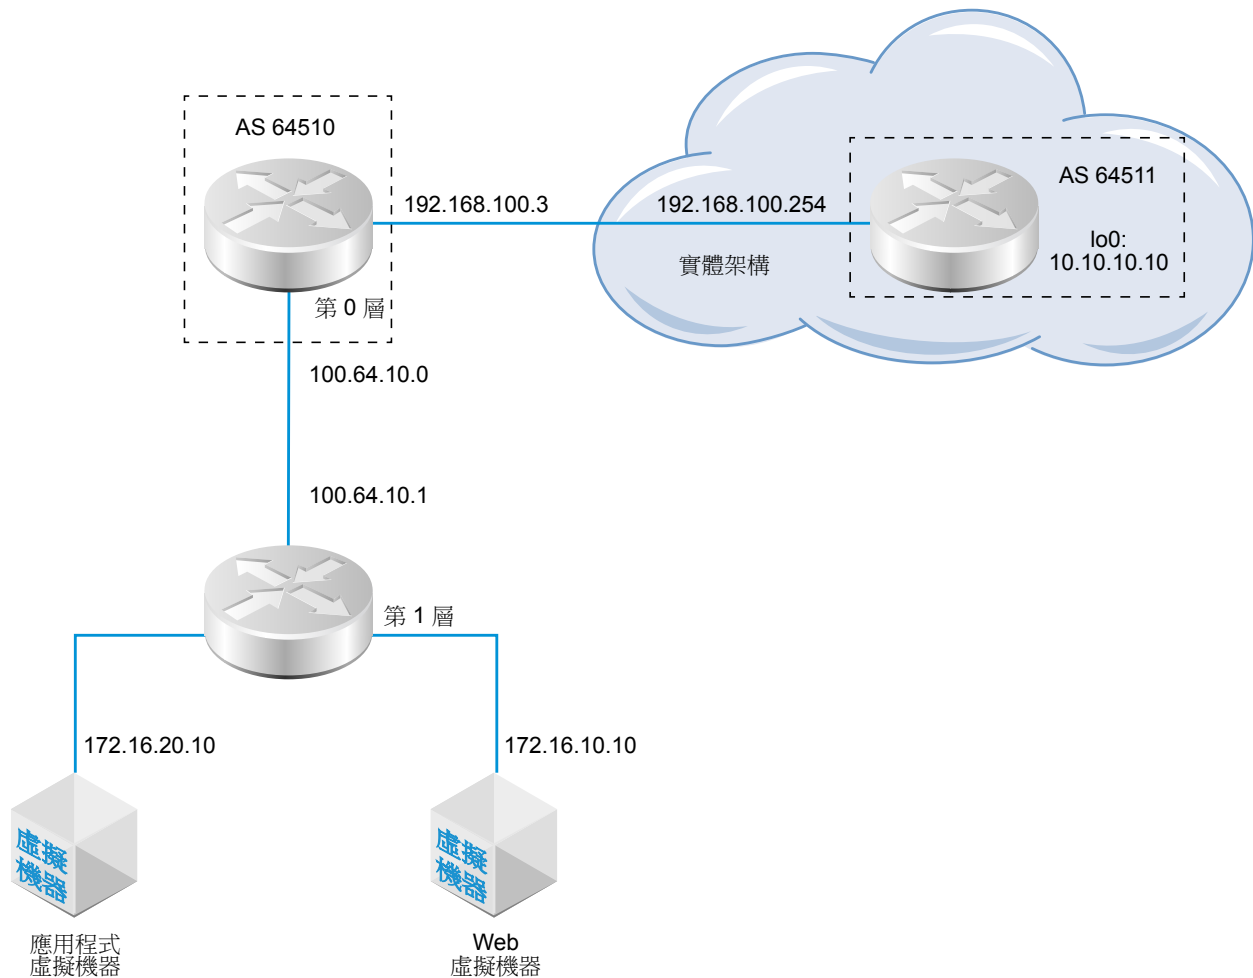 AS 64510
AS 64511
192.168.100.3
192.168.100.254
lo0:
10.10.10.10
實體架構
第 0 層
100.64.10.0
100.64.10.1
第 1 層
172.16.20.10
172.16.10.10
虛擬
機器
虛擬
機器
應用程式
虛擬機器
Web
虛擬機器